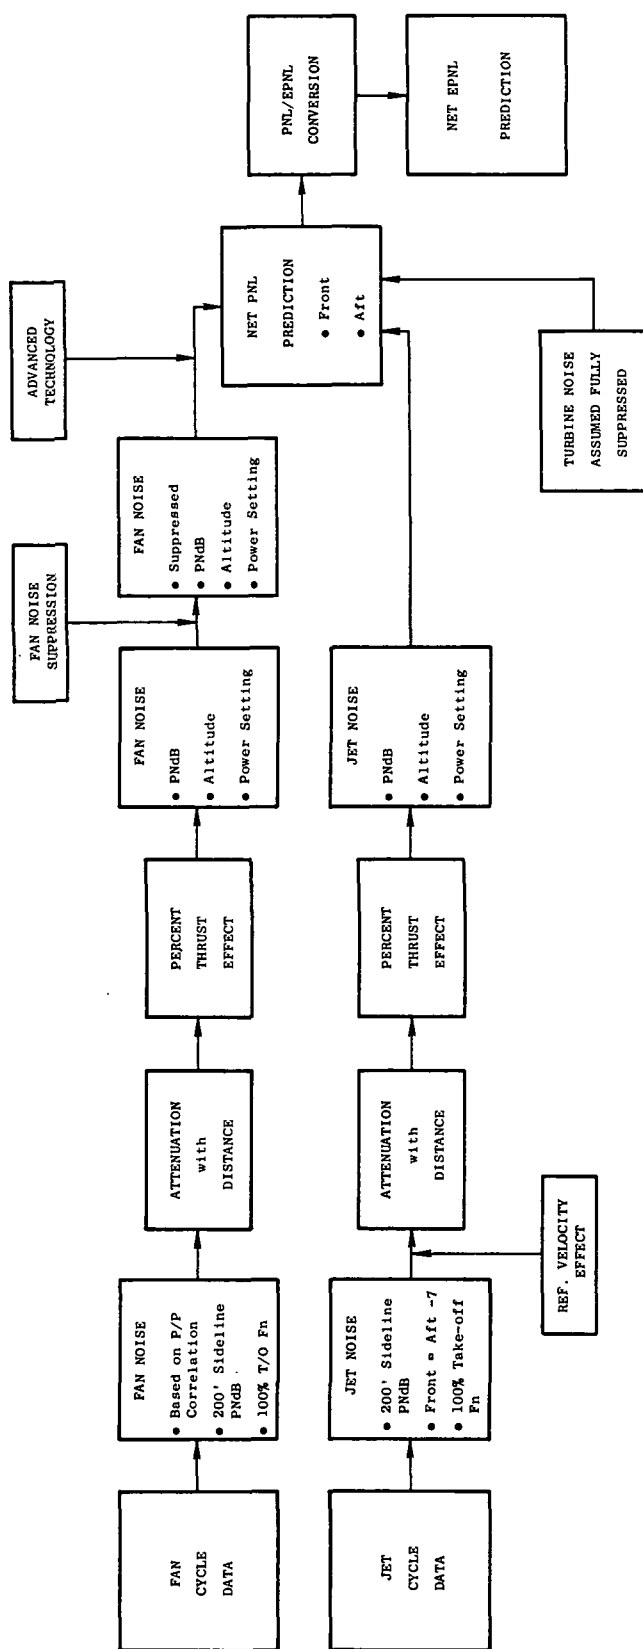 FAN
CYCLE
DATA
FAN NOISE
• Based on P/P
Correlation
• 200' Sideline
PNdB
• 100% T/O Fn
ATTENUATION
with
DISTANCE
PERCENT
THRUST
EFFECT
FAN NOISE
• PNdB
• Altitude
• Power Setting
FAN NOISE
SUPPRESSION
FAN NOISE
• Suppressed
• PNdB
• Altitude
• Power Setting
ADVANCED
TECHNOLOGY
JET
CYCLE
DATA
JET NOISE
• 200' Sideline
PNdB
• Front = Aft -7
• 100% Take-off
Fn
REF. VELOCITY
EFFECT
ATTENUATION
with
DISTANCE
PERCENT
THRUST
EFFECT
JET NOISE
• PNdB
• Altitude
• Power Setting
TURBINE NOISE
ASSUMED FULLY
SUPPRESSED
NET PNL
PREDICTION
• Front
• Aft
PNL/EPNL
CONVERSION
NET EPNL
PREDICTION